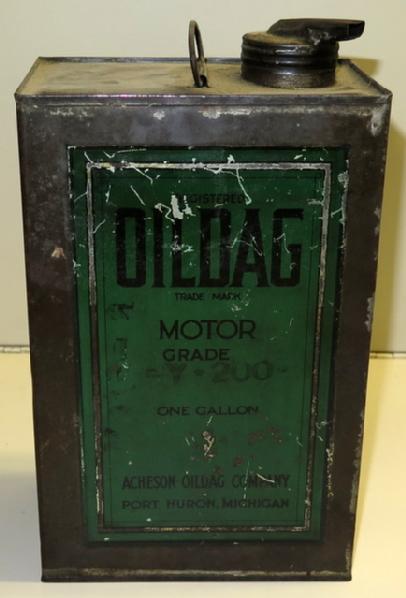 REGISTERED
OILDAG
TRADE MARK
MOTOR
GRADE
200
ONE GALLON
ACHESON OILDAG COMPANY
PORT HURON, MICHIGAN